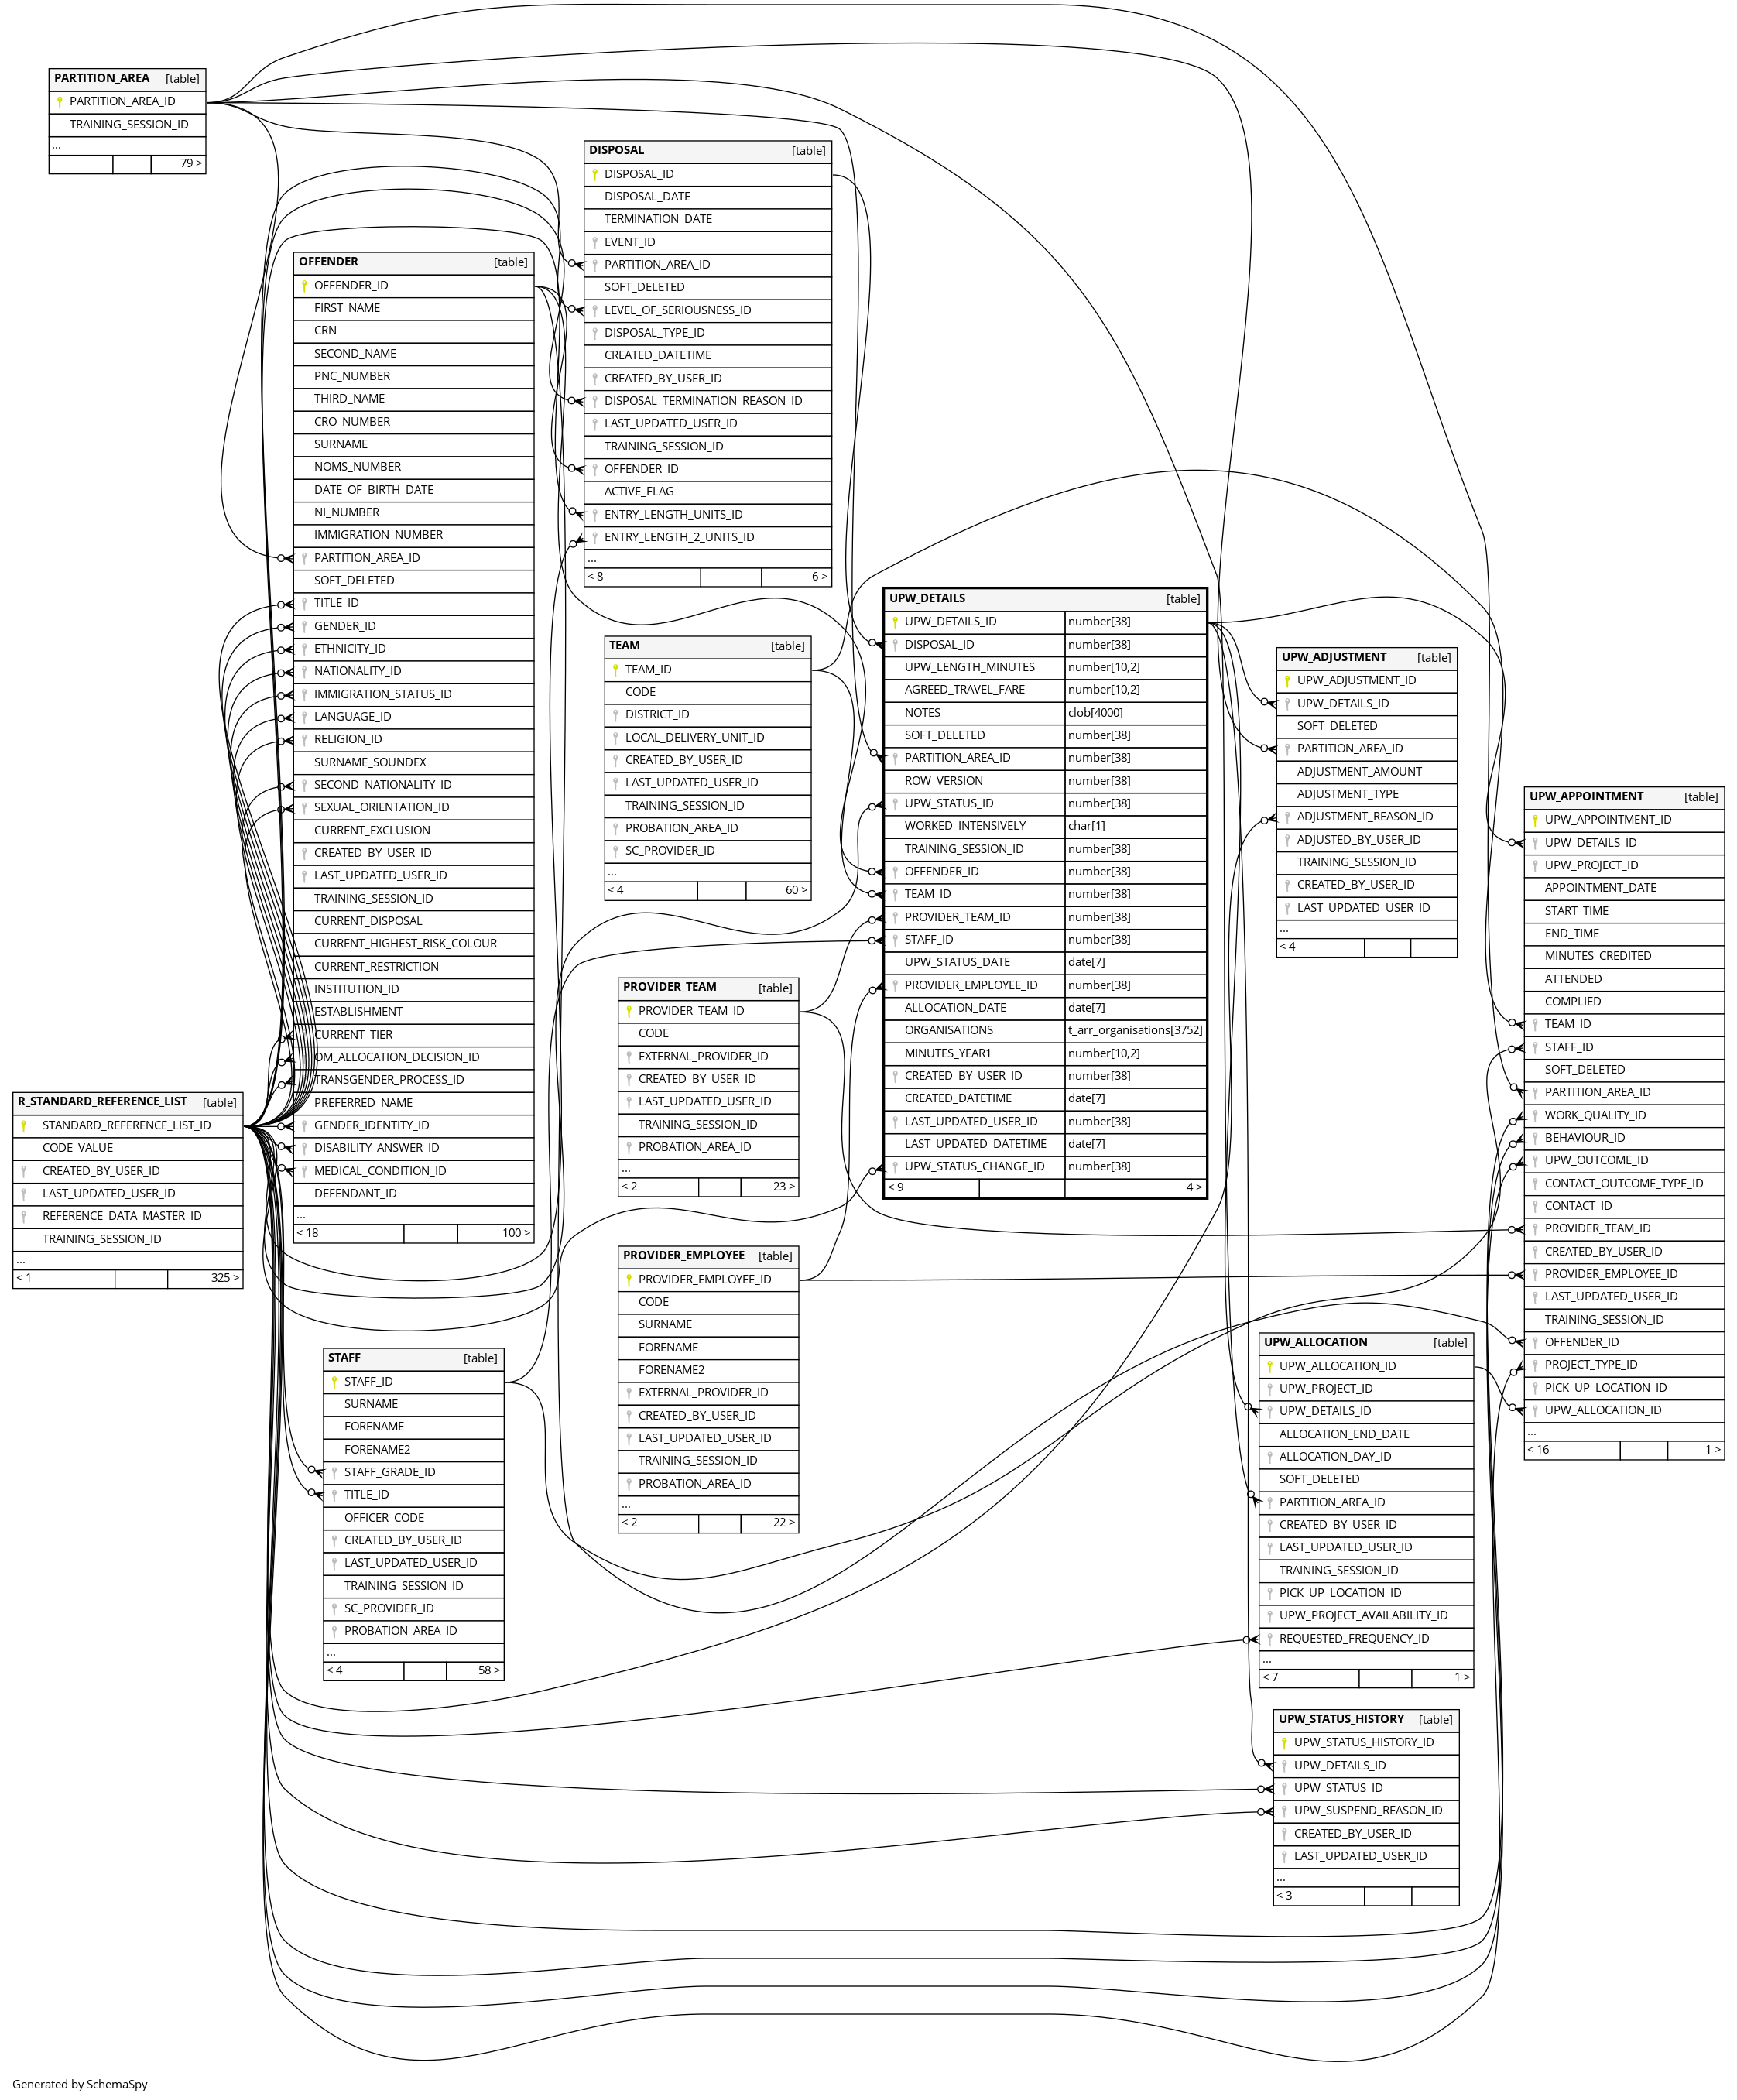 PARTITION_AREA [table]
PARTITION_AREA_ID
TRAINING_SESSION_ID
...
79 >
DISPOSAL [table]
DISPOSAL_ID
DISPOSAL_DATE
TERMINATION_DATE
EVENT_ID
PARTITION_AREA_ID
SOFT_DELETED
LEVEL_OF_SERIOUSNESS_ID
DISPOSAL_TYPE_ID
CREATED_DATETIME
CREATED_BY_USER_ID
DISPOSAL_TERMINATION_REASON_ID
LAST_UPDATED_USER_ID
TRAINING_SESSION_ID
OFFENDER_ID
ACTIVE_FLAG
ENTRY_LENGTH_UNITS_ID
ENTRY_LENGTH_2_UNITS_ID
...
< 8 6 >
OFFENDER [table]
OFFENDER_ID
FIRST_NAME
CRN
SECOND_NAME
PNC_NUMBER
THIRD_NAME
CRO_NUMBER
SURNAME
NOMS_NUMBER
DATE_OF_BIRTH_DATE
NI_NUMBER
IMMIGRATION_NUMBER
PARTITION_AREA_ID
SOFT_DELETED
TITLE_ID
GENDER_ID
ETHNICITY_ID
NATIONALITY_ID
IMMIGRATION_STATUS_ID
LANGUAGE_ID
RELIGION_ID
SURNAME_SOUNDEX
SECOND_NATIONALITY_ID
SEXUAL_ORIENTATION_ID
CURRENT_EXCLUSION
CREATED_BY_USER_ID
LAST_UPDATED_USER_ID
TRAINING_SESSION_ID
CURRENT_DISPOSAL
CURRENT_HIGHEST_RISK_COLOUR
CURRENT_RESTRICTION
INSTITUTION_ID
ESTABLISHMENT
CURRENT_TIER
OM_ALLOCATION_DECISION_ID
TRANSGENDER_PROCESS_ID
PREFERRED_NAME
GENDER_IDENTITY_ID
DISABILITY_ANSWER_ID
MEDICAL_CONDITION_ID
DEFENDANT_ID
...
< 18 100 >
TEAM [table]
TEAM_ID
CODE
DISTRICT_ID
LOCAL_DELIVERY_UNIT_ID
CREATED_BY_USER_ID
LAST_UPDATED_USER_ID
TRAINING_SESSION_ID
PROBATION_AREA_ID
SC_PROVIDER_ID
...
< 4 60 >
UPW_DETAILS [table]
UPW_DETAILS_ID number[38]
DISPOSAL_ID number[38]
UPW_LENGTH_MINUTES number[10,2]
AGREED_TRAVEL_FARE number[10,2]
NOTES clob[4000]
SOFT_DELETED number[38]
PARTITION_AREA_ID number[38]
ROW_VERSION number[38]
UPW_STATUS_ID number[38]
WORKED_INTENSIVELY char[1]
TRAINING_SESSION_ID number[38]
OFFENDER_ID number[38]
TEAM_ID number[38]
PROVIDER_TEAM_ID number[38]
STAFF_ID number[38]
UPW_STATUS_DATE date[7]
PROVIDER_EMPLOYEE_ID number[38]
ALLOCATION_DATE date[7]
ORGANISATIONS t_arr_organisations[3752]
MINUTES_YEAR1 number[10,2]
CREATED_BY_USER_ID number[38]
CREATED_DATETIME date[7]
LAST_UPDATED_USER_ID number[38]
LAST_UPDATED_DATETIME date[7]
UPW_STATUS_CHANGE_ID number[38]
< 9 4 >
UPW_ADJUSTMENT [table]
UPW_ADJUSTMENT_ID
UPW_DETAILS_ID
SOFT_DELETED
PARTITION_AREA_ID
ADJUSTMENT_AMOUNT
ADJUSTMENT_TYPE
ADJUSTMENT_REASON_ID
ADJUSTED_BY_USER_ID
TRAINING_SESSION_ID
CREATED_BY_USER_ID
LAST_UPDATED_USER_ID
...
< 4
UPW_APPOINTMENT [table]
UPW_APPOINTMENT_ID
UPW_DETAILS_ID
UPW_PROJECT_ID
APPOINTMENT_DATE
START_TIME
END_TIME
MINUTES_CREDITED
ATTENDED
COMPLIED
TEAM_ID
STAFF_ID
SOFT_DELETED
PARTITION_AREA_ID
WORK_QUALITY_ID
BEHAVIOUR_ID
UPW_OUTCOME_ID
CONTACT_OUTCOME_TYPE_ID
CONTACT_ID
PROVIDER_TEAM_ID
CREATED_BY_USER_ID
PROVIDER_EMPLOYEE_ID
LAST_UPDATED_USER_ID
TRAINING_SESSION_ID
OFFENDER_ID
PROJECT_TYPE_ID
PICK_UP_LOCATION_ID
UPW_ALLOCATION_ID
...
< 16 1 >
PROVIDER_TEAM [table]
PROVIDER_TEAM_ID
CODE
EXTERNAL_PROVIDER_ID
CREATED_BY_USER_ID
LAST_UPDATED_USER_ID
TRAINING_SESSION_ID
PROBATION_AREA_ID
...
< 2 23 >
R_STANDARD_REFERENCE_LIST [table]
STANDARD_REFERENCE_LIST_ID
CODE_VALUE
CREATED_BY_USER_ID
LAST_UPDATED_USER_ID
REFERENCE_DATA_MASTER_ID
TRAINING_SESSION_ID
...
< 1 325 >
PROVIDER_EMPLOYEE [table]
PROVIDER_EMPLOYEE_ID
CODE
SURNAME
FORENAME
FORENAME2
EXTERNAL_PROVIDER_ID
CREATED_BY_USER_ID
LAST_UPDATED_USER_ID
TRAINING_SESSION_ID
PROBATION_AREA_ID
...
< 2 22 >
STAFF [table]
STAFF_ID
SURNAME
FORENAME
FORENAME2
STAFF_GRADE_ID
TITLE_ID
OFFICER_CODE
CREATED_BY_USER_ID
LAST_UPDATED_USER_ID
TRAINING_SESSION_ID
SC_PROVIDER_ID
PROBATION_AREA_ID
...
< 4 58 >
UPW_ALLOCATION [table]
UPW_ALLOCATION_ID
UPW_PROJECT_ID
UPW_DETAILS_ID
ALLOCATION_END_DATE
ALLOCATION_DAY_ID
SOFT_DELETED
PARTITION_AREA_ID
CREATED_BY_USER_ID
LAST_UPDATED_USER_ID
TRAINING_SESSION_ID
PICK_UP_LOCATION_ID
UPW_PROJECT_AVAILABILITY_ID
REQUESTED_FREQUENCY_ID
...
< 7 1 >
UPW_STATUS_HISTORY [table]
UPW_STATUS_HISTORY_ID
UPW_DETAILS_ID
UPW_STATUS_ID
UPW_SUSPEND_REASON_ID
CREATED_BY_USER_ID
LAST_UPDATED_USER_ID
...
< 3
Generated by SchemaSpy